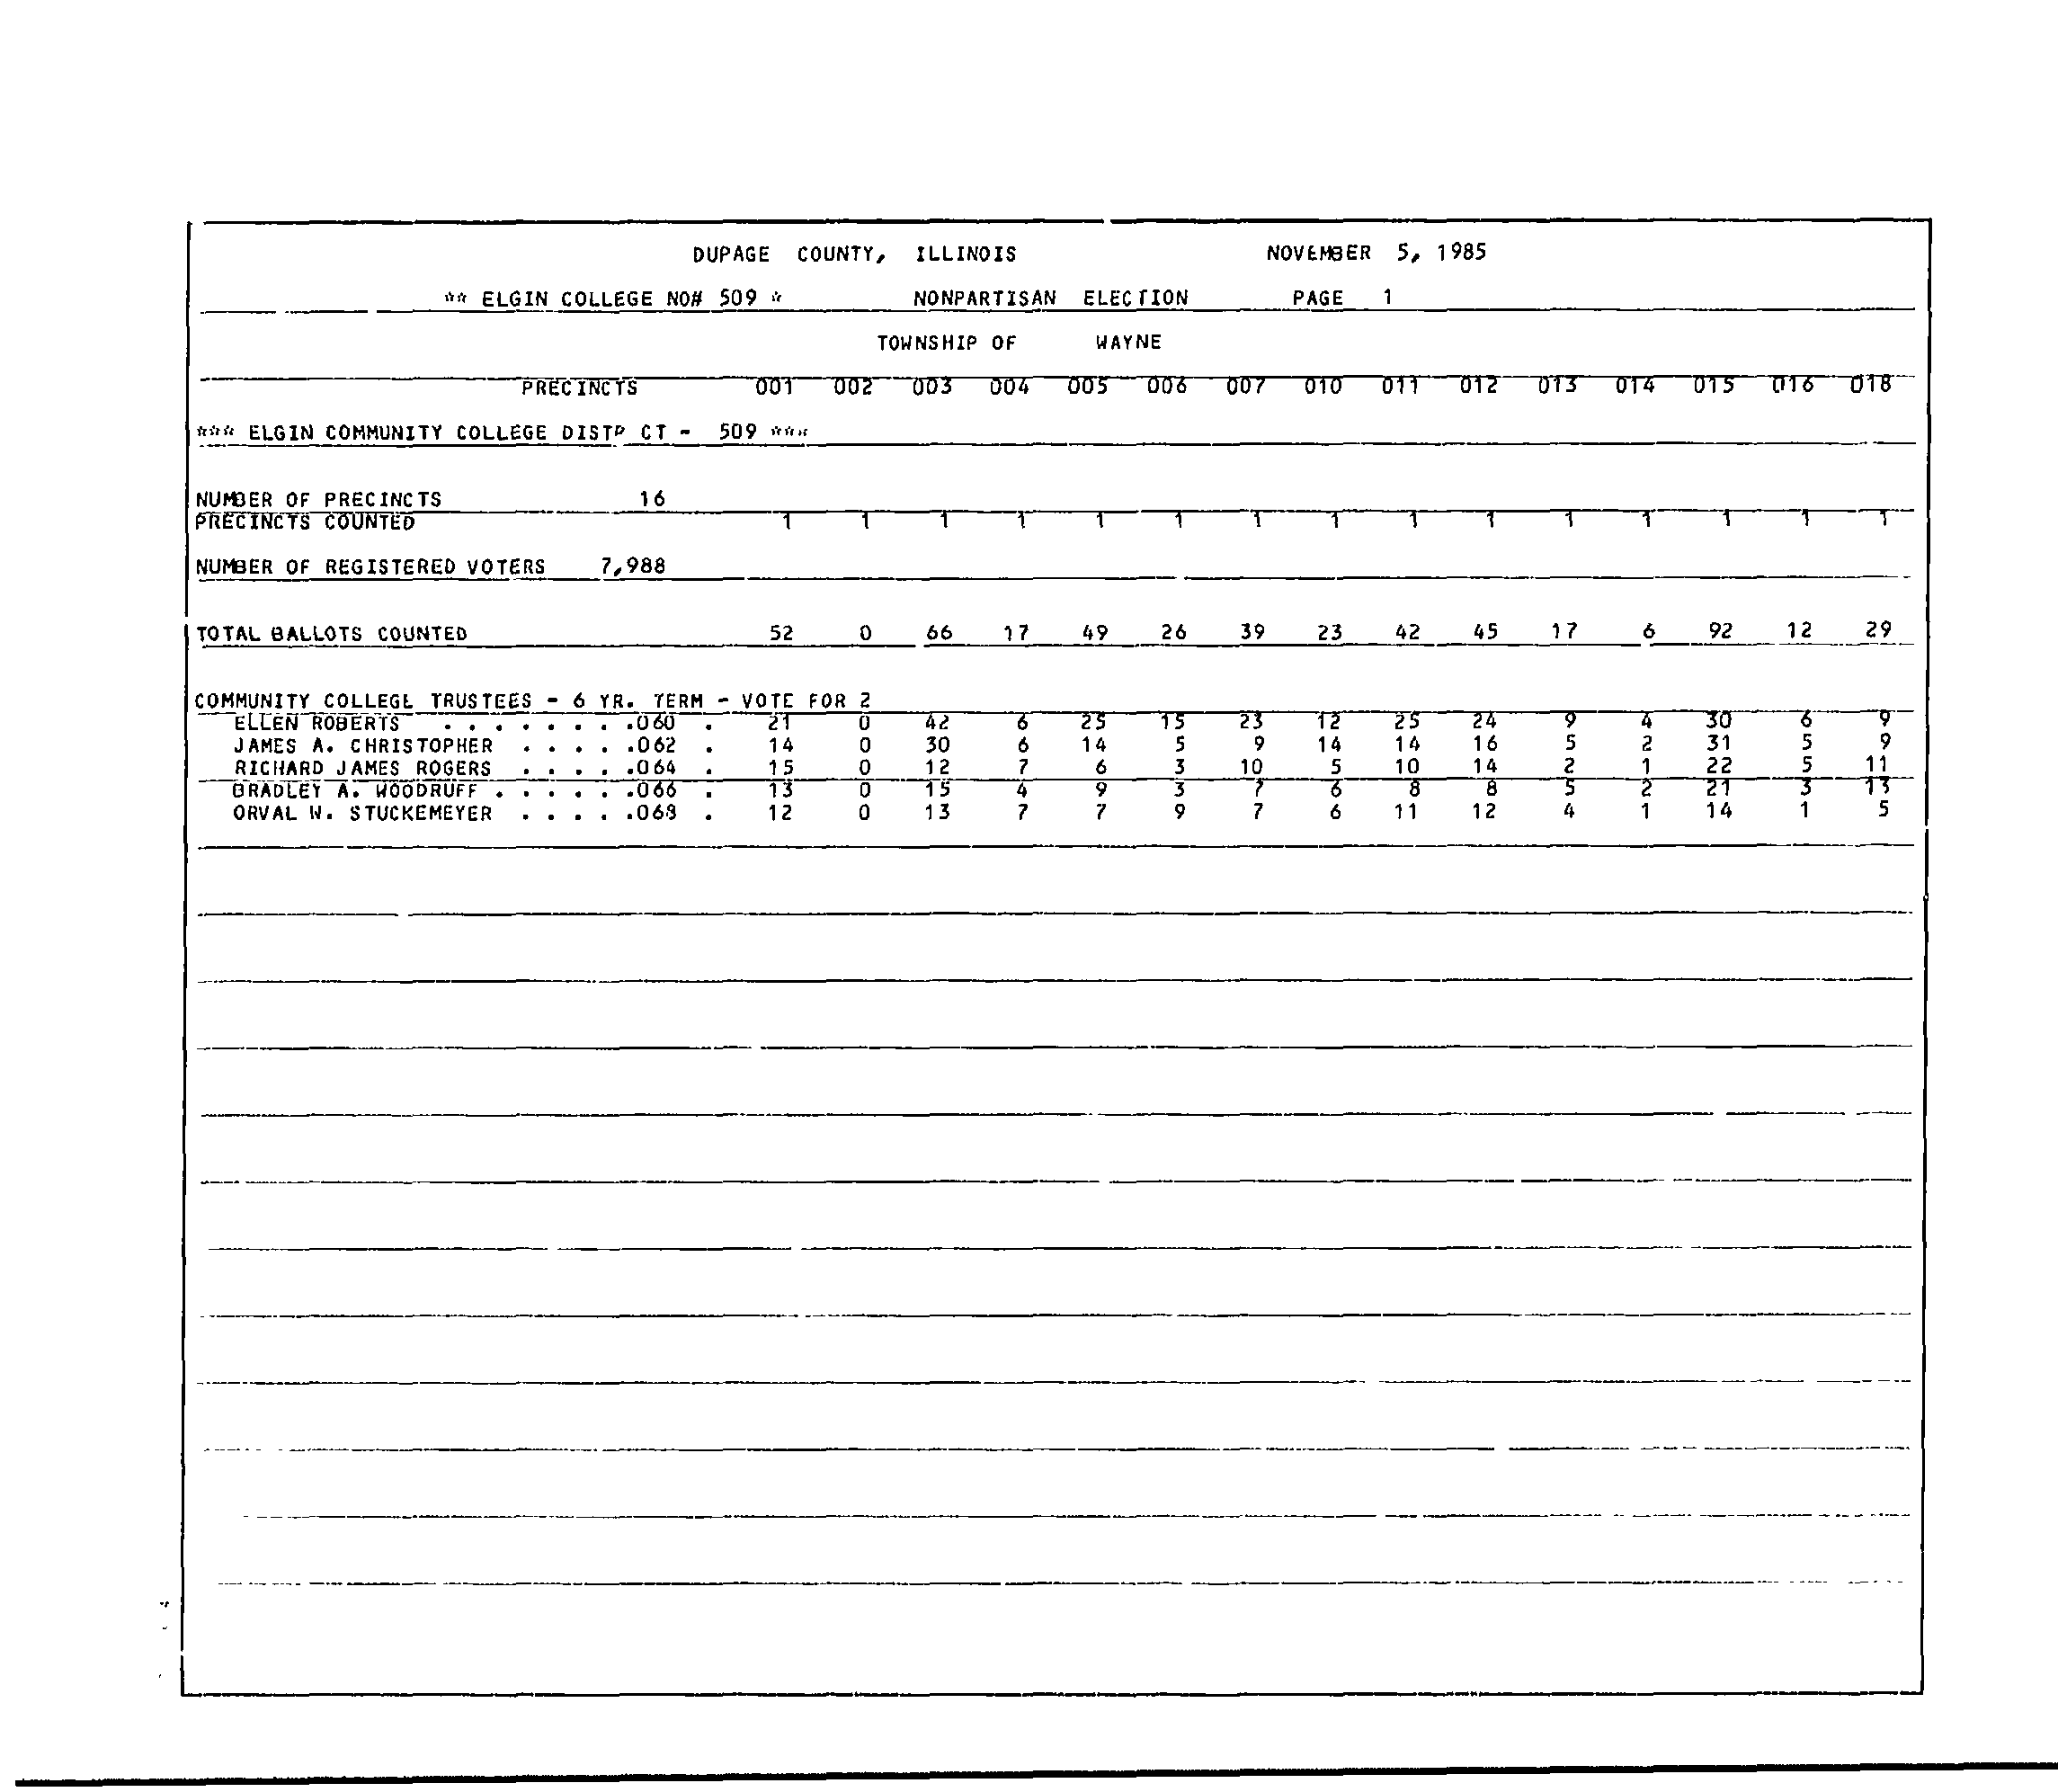 DUPAGE COUNTY, ILLINOIS NOVEMBER 5, 1985
** ELGIN COLLEGE NO# 509 * NONPARTISAN ELECTION PAGE 1
TOWNSHIP OF WAYNE
PRECINCTS 001 002 003 004 005 006 007 010 011 012 013 014 015 016 018
*** ELGIN COMMUNITY COLLEGE DISTP CT - 509 ***
NUMBER OF PRECINCTS 16
PRECINCTS COUNTED 1 1 1 1 1 1 1 1 1 1 1 1 1 1 1
NUMBER OF REGISTERED VOTERS 7,988
TOTAL BALLOTS COUNTED 52 0 66 17 49 26 39 23 42 45 17 6 92 12 29
COMMUNITY COLLEGE TRUSTEES - 6 YR. TERM - VOTE FOR 2
ELLEN ROBERTS . . . . . . . .060 . 21 0 42 6 25 15 23 12 25 24 9 4 30 6 9
JAMES A. CHRISTOPHER . . . . .062 . 14 0 30 6 14 5 9 14 14 16 5 2 31 5 9
RICHARD JAMES ROGERS . . . . .064 . 15 0 12 7 6 3 10 5 10 14 2 1 22 5 11
BRADLEY A. WOODRUFF . . . . . .066 . 13 0 15 4 9 3 7 6 8 8 5 2 21 3 13
ORVAL W. STUCKEMEYER . . . . .068 . 12 0 13 7 7 9 7 6 11 12 4 1 14 1 5